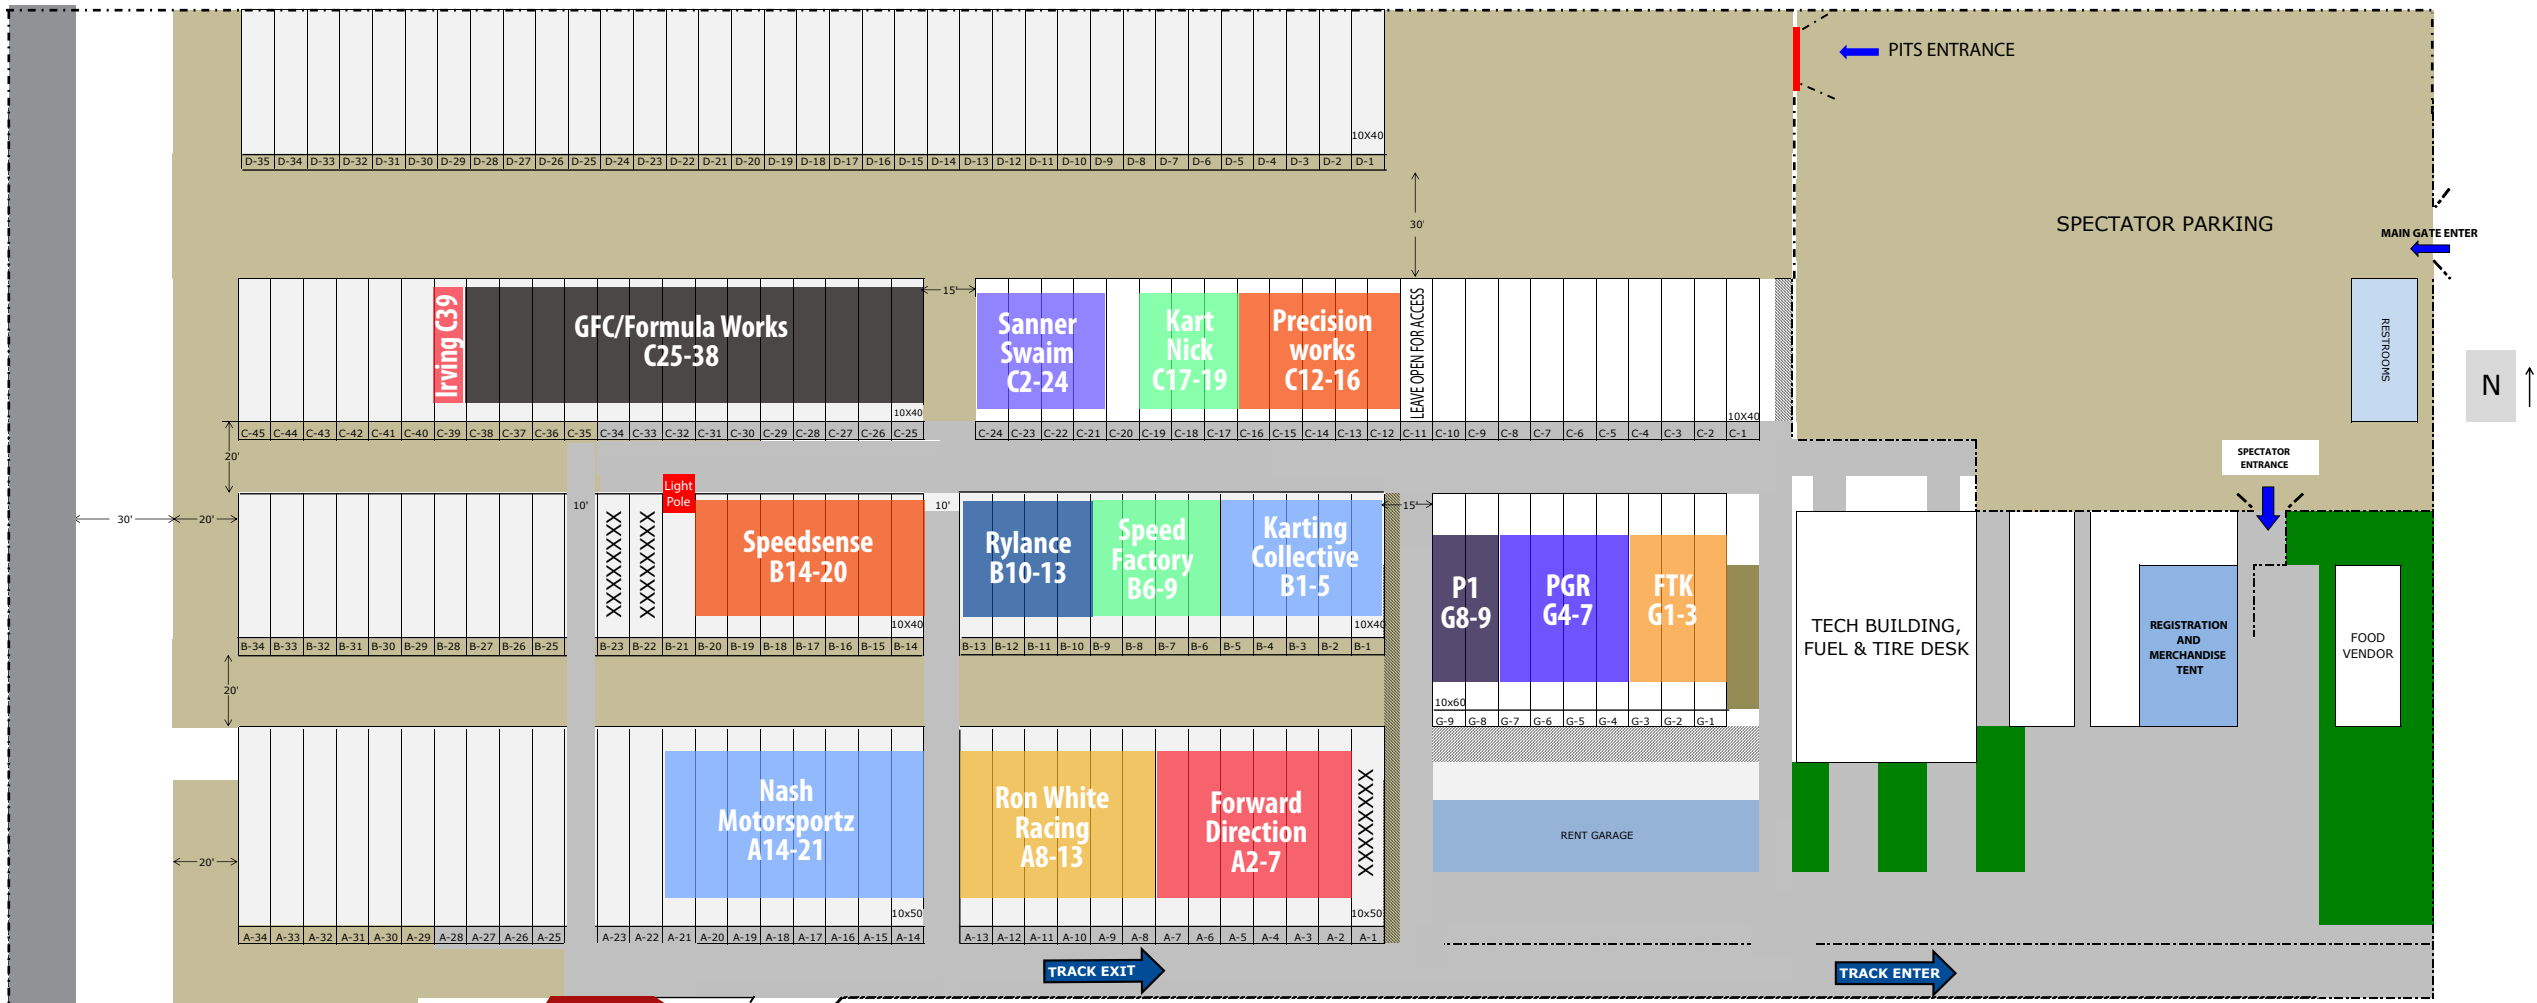 PITS ENTRANCE
10X40
D-35 D-34 D-33 D-32 D-31 D-30 D-29 D-28 D-27 D-26 D-25 D-24 D-23 D-22 D-21 D-20 D-19 D-18 D-17 D-16 D-15 D-14 D-13 D-12 D-11 D-10 D-9 D-8 D-7 D-6 D-5 D-4 D-3 D-2 D-1
30'
SPECTATOR PARKING
MAIN GATE ENTER
15'
Irving C39
GFC/Formula Works
C25-38
Sanner
Swaim
C2-24
Kart
Nick
C17-19
Precision
works
C12-16
LEAVE OPEN FOR ACCESS
RESTROOMS
N
10X40
10X40
C-45 C-44 C-43 C-42 C-41 C-40 C-39 C-38 C-37 C-36 C-35 C-34 C-33 C-32 C-31 C-30 C-29 C-28 C-27 C-26 C-25 C-24 C-23 C-22 C-21 C-20 C-19 C-18 C-17 C-16 C-15 C-14 C-13 C-12 C-11 C-10 C-9 C-8 C-7 C-6 C-5 C-4 C-3 C-2 C-1
20'
SPECTATOR
ENTRANCE
Light
Pole
30'
20'
10'
10'
15'
XXXXXXXX
XXXXXXXX
Speedsense
B14-20
Rylance
B10-13
Speed
Factory
B6-9
Karting
Collective
B1-5
P1
G8-9
PGR
G4-7
FTK
G1-3
TECH BUILDING,
FUEL & TIRE DESK
REGISTRATION
AND
MERCHANDISE
TENT
FOOD
VENDOR
10X40
10X40
B-34 B-33 B-32 B-31 B-30 B-29 B-28 B-27 B-26 B-25 B-23 B-22 B-21 B-20 B-19 B-18 B-17 B-16 B-15 B-14 B-13 B-12 B-11 B-10 B-9 B-8 B-7 B-6 B-5 B-4 B-3 B-2 B-1
20'
10x60
G-9 G-8 G-7 G-6 G-5 G-4 G-3 G-2 G-1
Nash
Motorsportz
A14-21
Ron White
Racing
A8-13
Forward
Direction
A2-7
XXXXXXXX
RENT GARAGE
20'
10x50
10x50
A-34 A-33 A-32 A-31 A-30 A-29 A-28 A-27 A-26 A-25 A-23 A-22 A-21 A-20 A-19 A-18 A-17 A-16 A-15 A-14 A-13 A-12 A-11 A-10 A-9 A-8 A-7 A-6 A-5 A-4 A-3 A-2 A-1
TRACK EXIT
TRACK ENTER